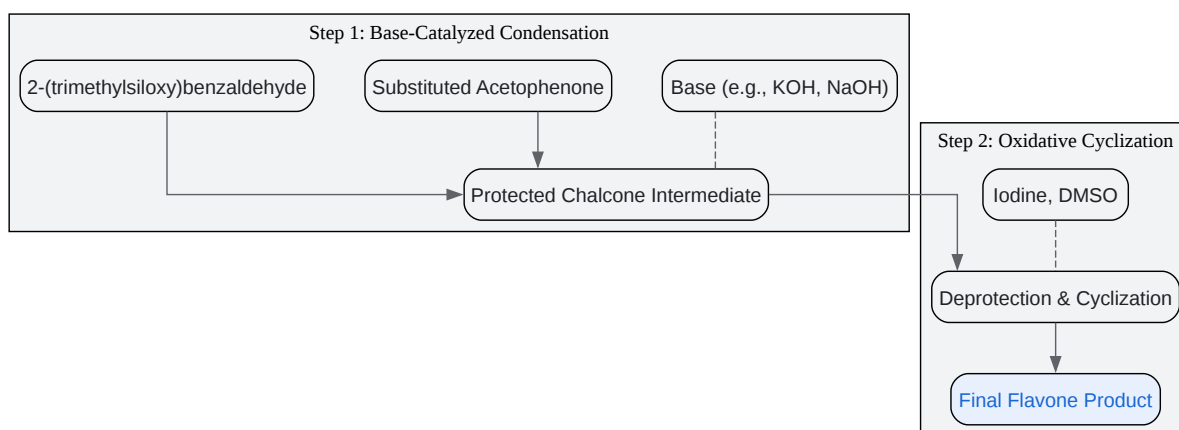 Step 1: Base-Catalyzed Condensation
2-(trimethylsiloxy)benzaldehyde
Substituted Acetophenone
Base (e.g., KOH, NaOH)
Protected Chalcone Intermediate
Step 2: Oxidative Cyclization
Iodine, DMSO
Deprotection & Cyclization
Final Flavone Product